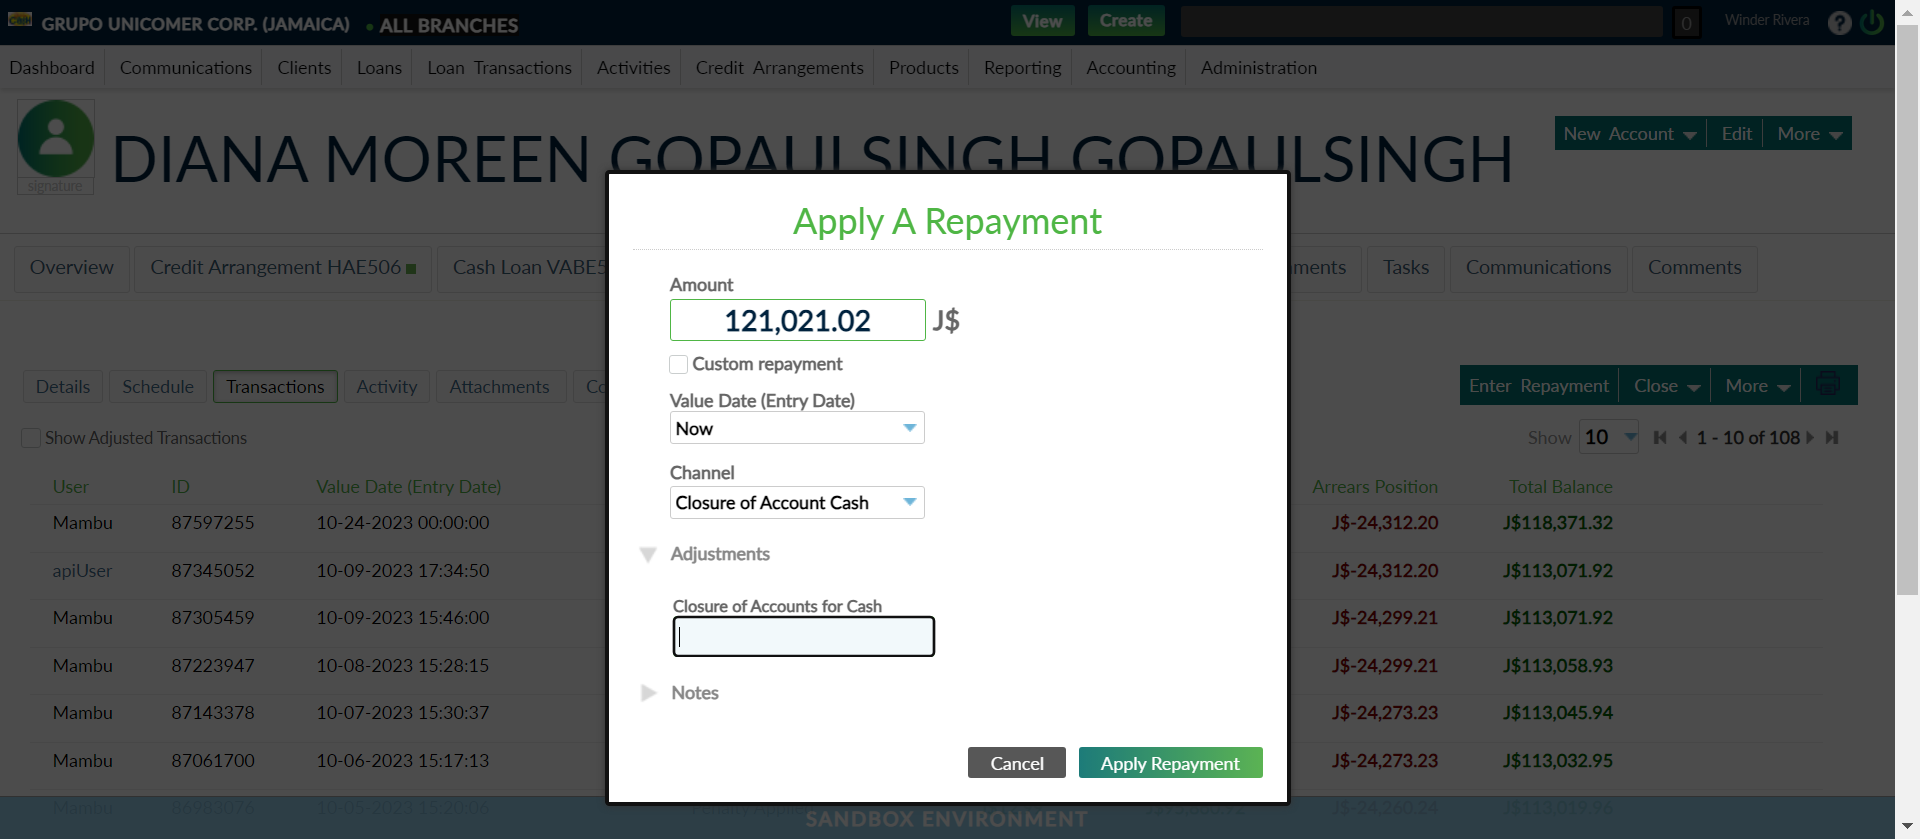 GRUPO UNICOMER CORP. (JAMAICA) ALL BRANCHES View Create 0 Winder Rivera ?
Dashboard Communications Clients Loans Loan Transactions Activities Credit Arrangements Products Reporting Accounting Administration
signature
DIANA MOREEN GOPAULSINGH GOPAULSINGH
New Account Edit More
Overview Credit Arrangement HAE506 Cash Loan VABE5 ments Tasks Communications Comments
Details Schedule Transactions Activity Attachments Co
Enter Repayment Close More
Show Adjusted Transactions
Show 10 1 - 10 of 108
User ID Value Date (Entry Date) Arrears Position Total Balance
Mambu 87597255 10-24-2023 00:00:00 J$-24,312.20 J$118,371.32
apiUser 87345052 10-09-2023 17:34:50 J$-24,312.20 J$113,071.92
Mambu 87305459 10-09-2023 15:46:00 J$-24,299.21 J$113,071.92
Mambu 87223947 10-08-2023 15:28:15 J$-24,299.21 J$113,058.93
Mambu 87143378 10-07-2023 15:30:37 J$-24,273.23 J$113,045.94
Mambu 87061700 10-06-2023 15:17:13 J$-24,273.23 J$113,032.95
Mambu 86983076 10-05-2023 15:20:06 J$-24,260.24 J$113,019.96
SANDBOX ENVIRONMENT
Apply A Repayment
Amount
121,021.02 J$
Custom repayment
Value Date (Entry Date)
Now
Channel
Closure of Account Cash
Adjustments
Closure of Accounts for Cash
Notes
Cancel Apply Repayment